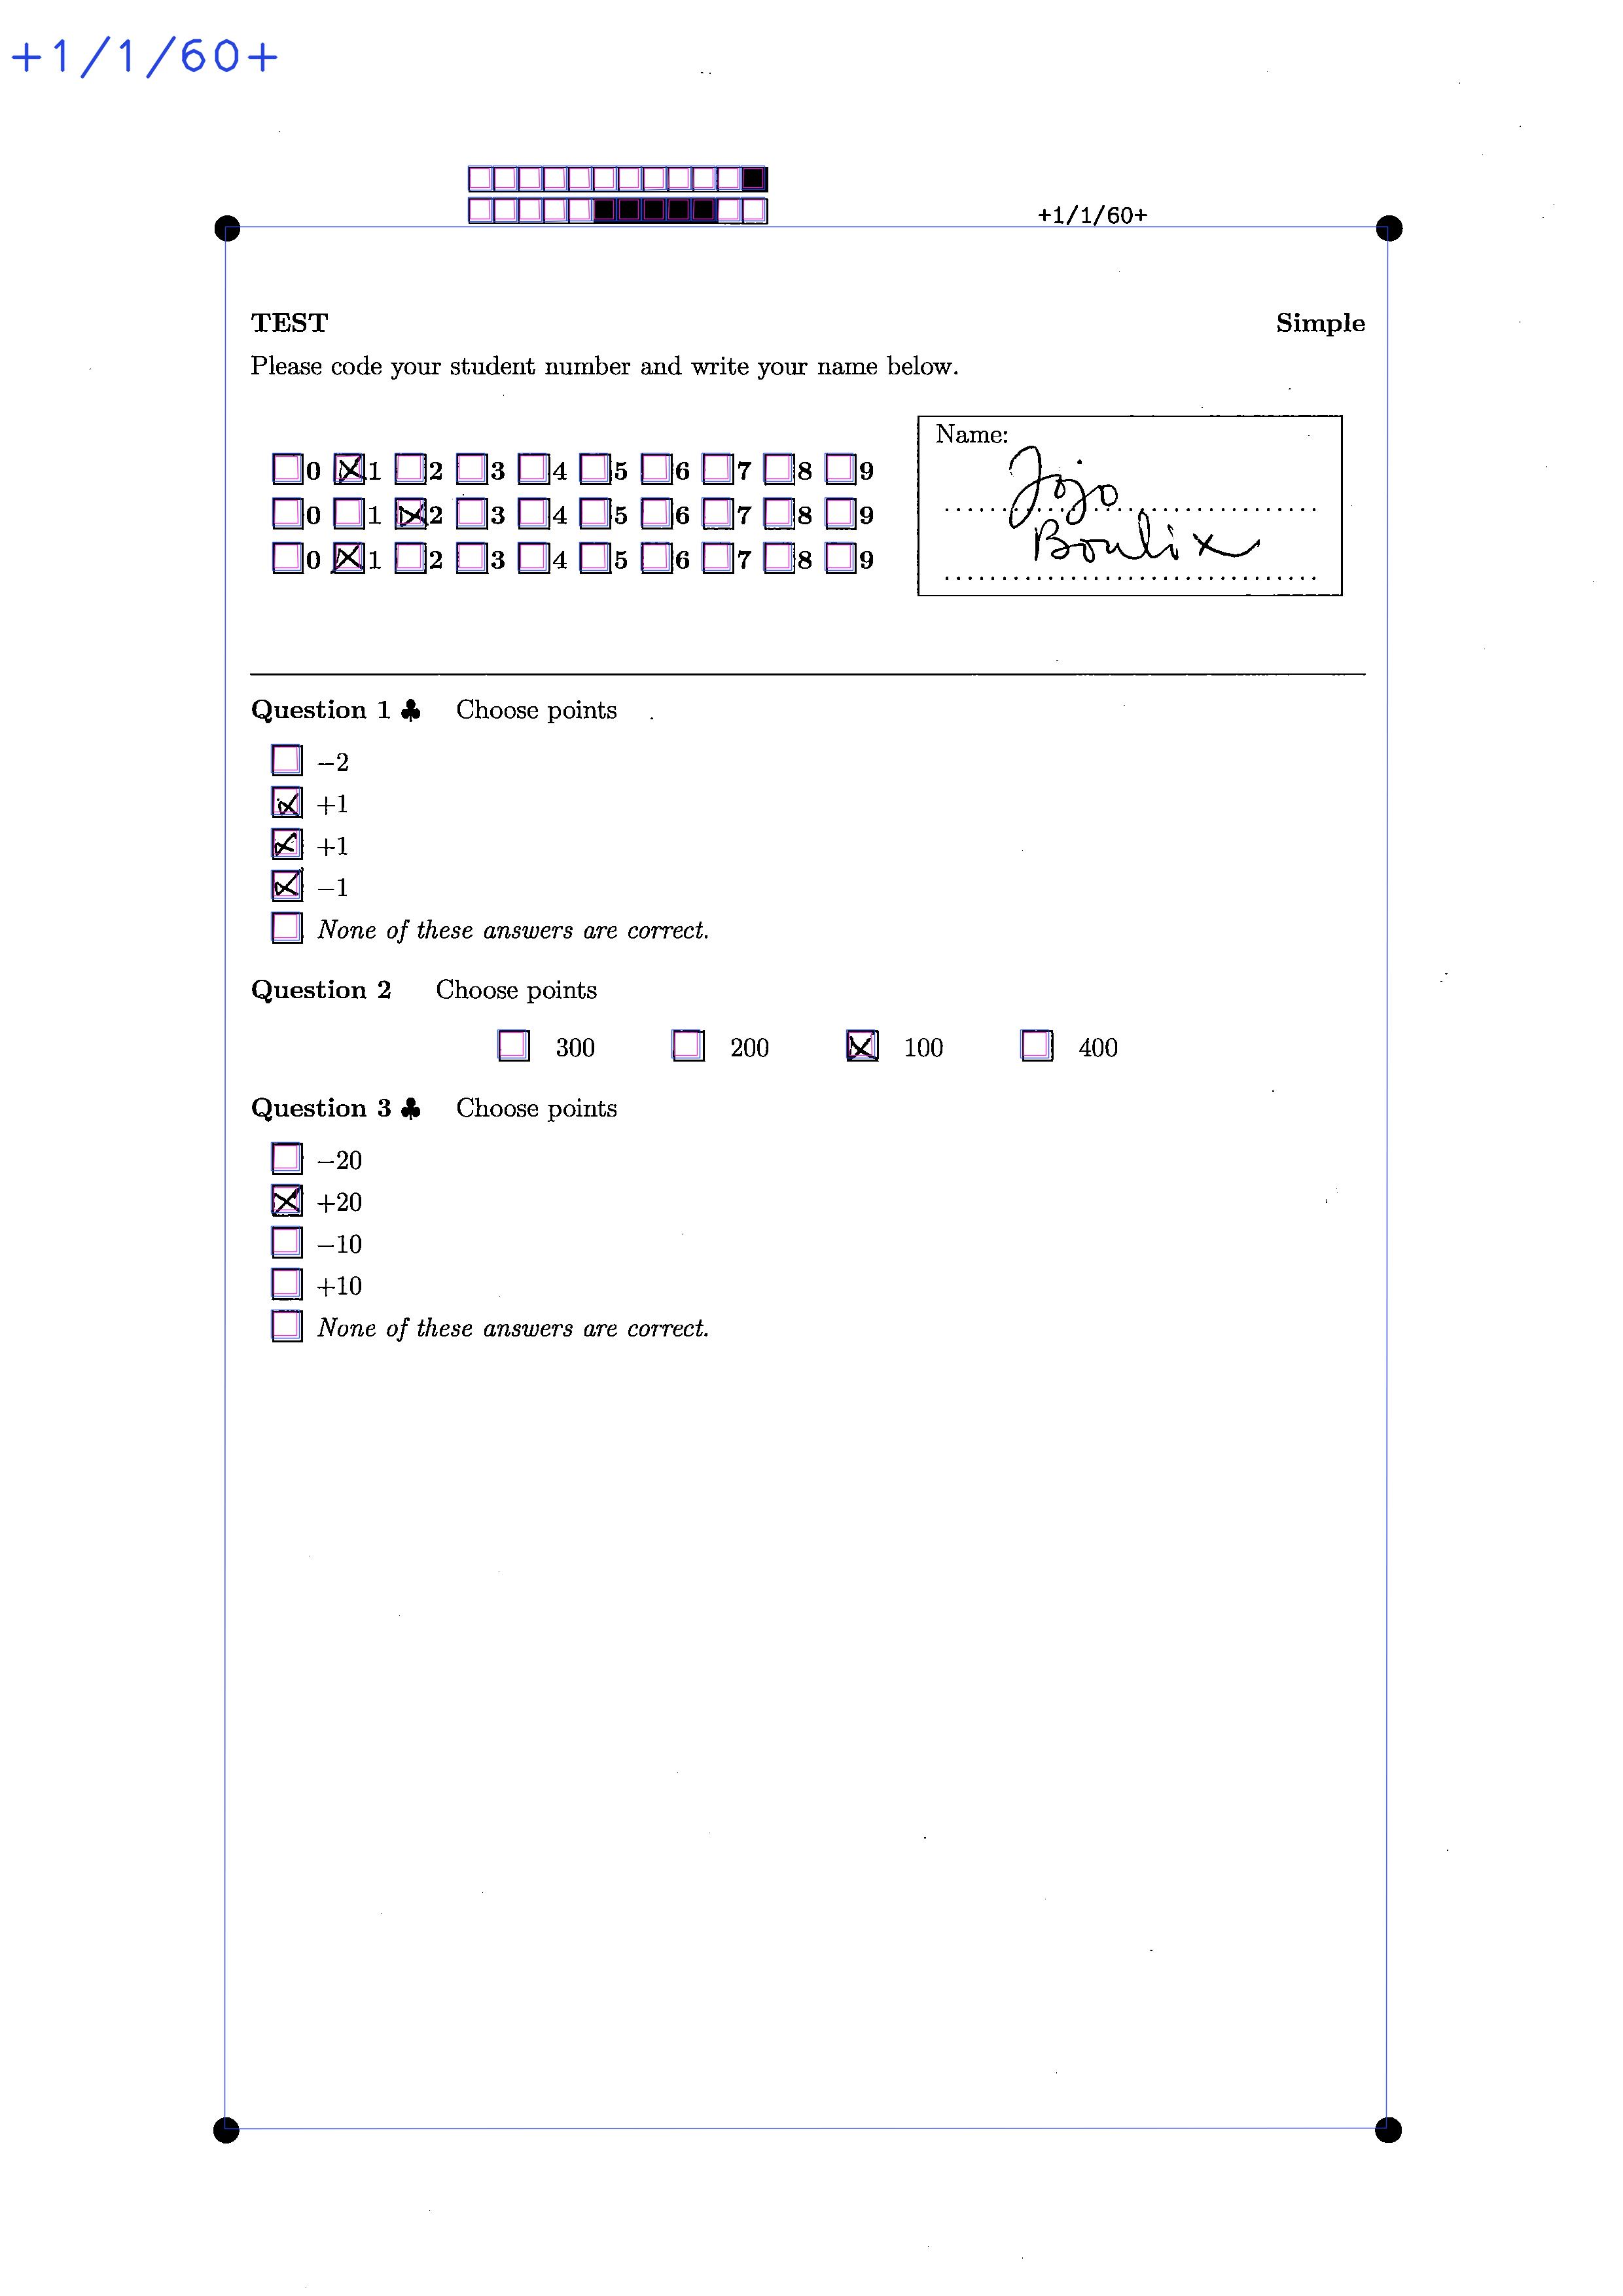 +1/1/60+
+1/1/60+
TEST Simple
Please code your student number and write your name below.
Name:
0 1 2 3 4 5 6 7 8 9
0 1 2 3 4 5 6 7 8 9
0 1 2 3 4 5 6 7 8 9
Jojo
Boulix
Question 1 ♣ Choose points
−2
+1
+1
−1
None of these answers are correct.
Question 2 Choose points
300 200 100 400
Question 3 ♣ Choose points
−20
+20
−10
+10
None of these answers are correct.